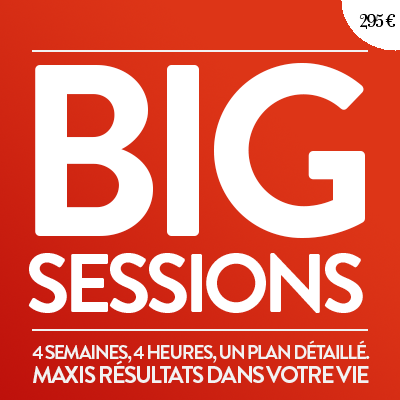 295 €
BIG
SESSIONS
4 SEMAINES, 4 HEURES, UN PLAN DÉTAILLÉ.
MAXIS RÉSULTATS DANS VOTRE VIE